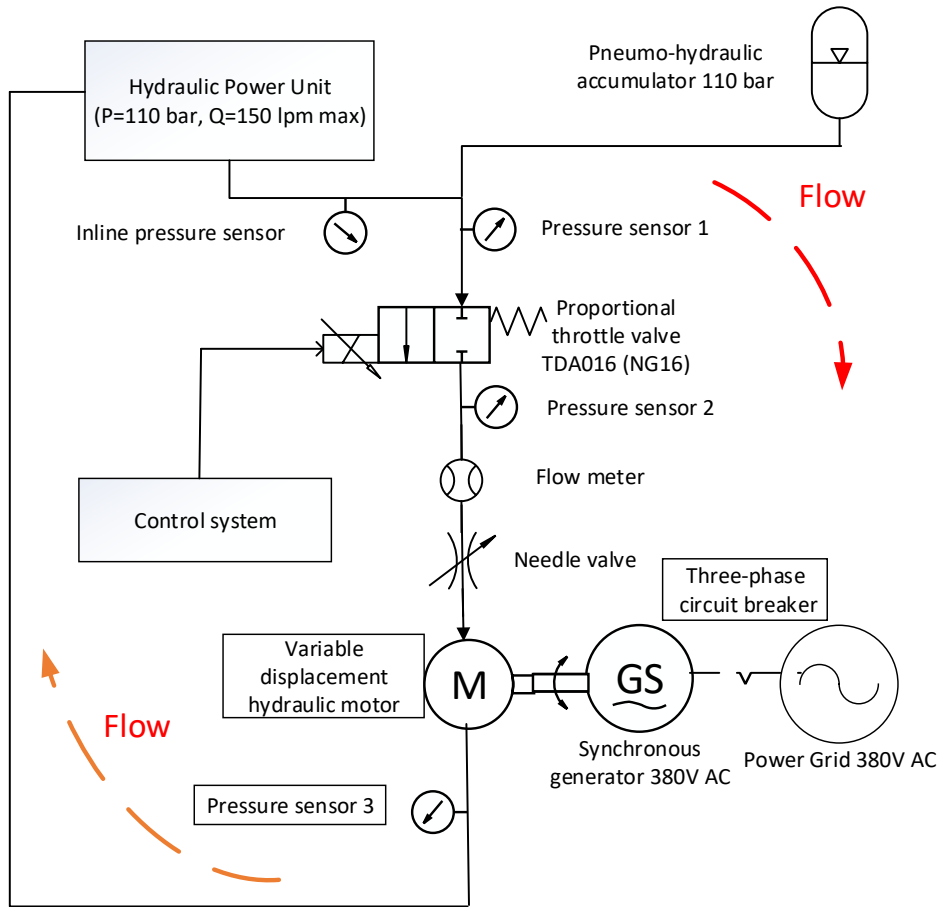 Hydraulic Power Unit
(P=110 bar, Q=150 lpm max)
Pneumo-hydraulic
accumulator 110 bar
Flow
Inline pressure sensor
Pressure sensor 1
Proportional
throttle valve
TDA016 (NG16)
Pressure sensor 2
Flow meter
Control system
Needle valve
Three-phase
circuit breaker
Variable
displacement
hydraulic motor
M
GS
Synchronous
generator 380V AC
Power Grid 380V AC
Flow
Pressure sensor 3